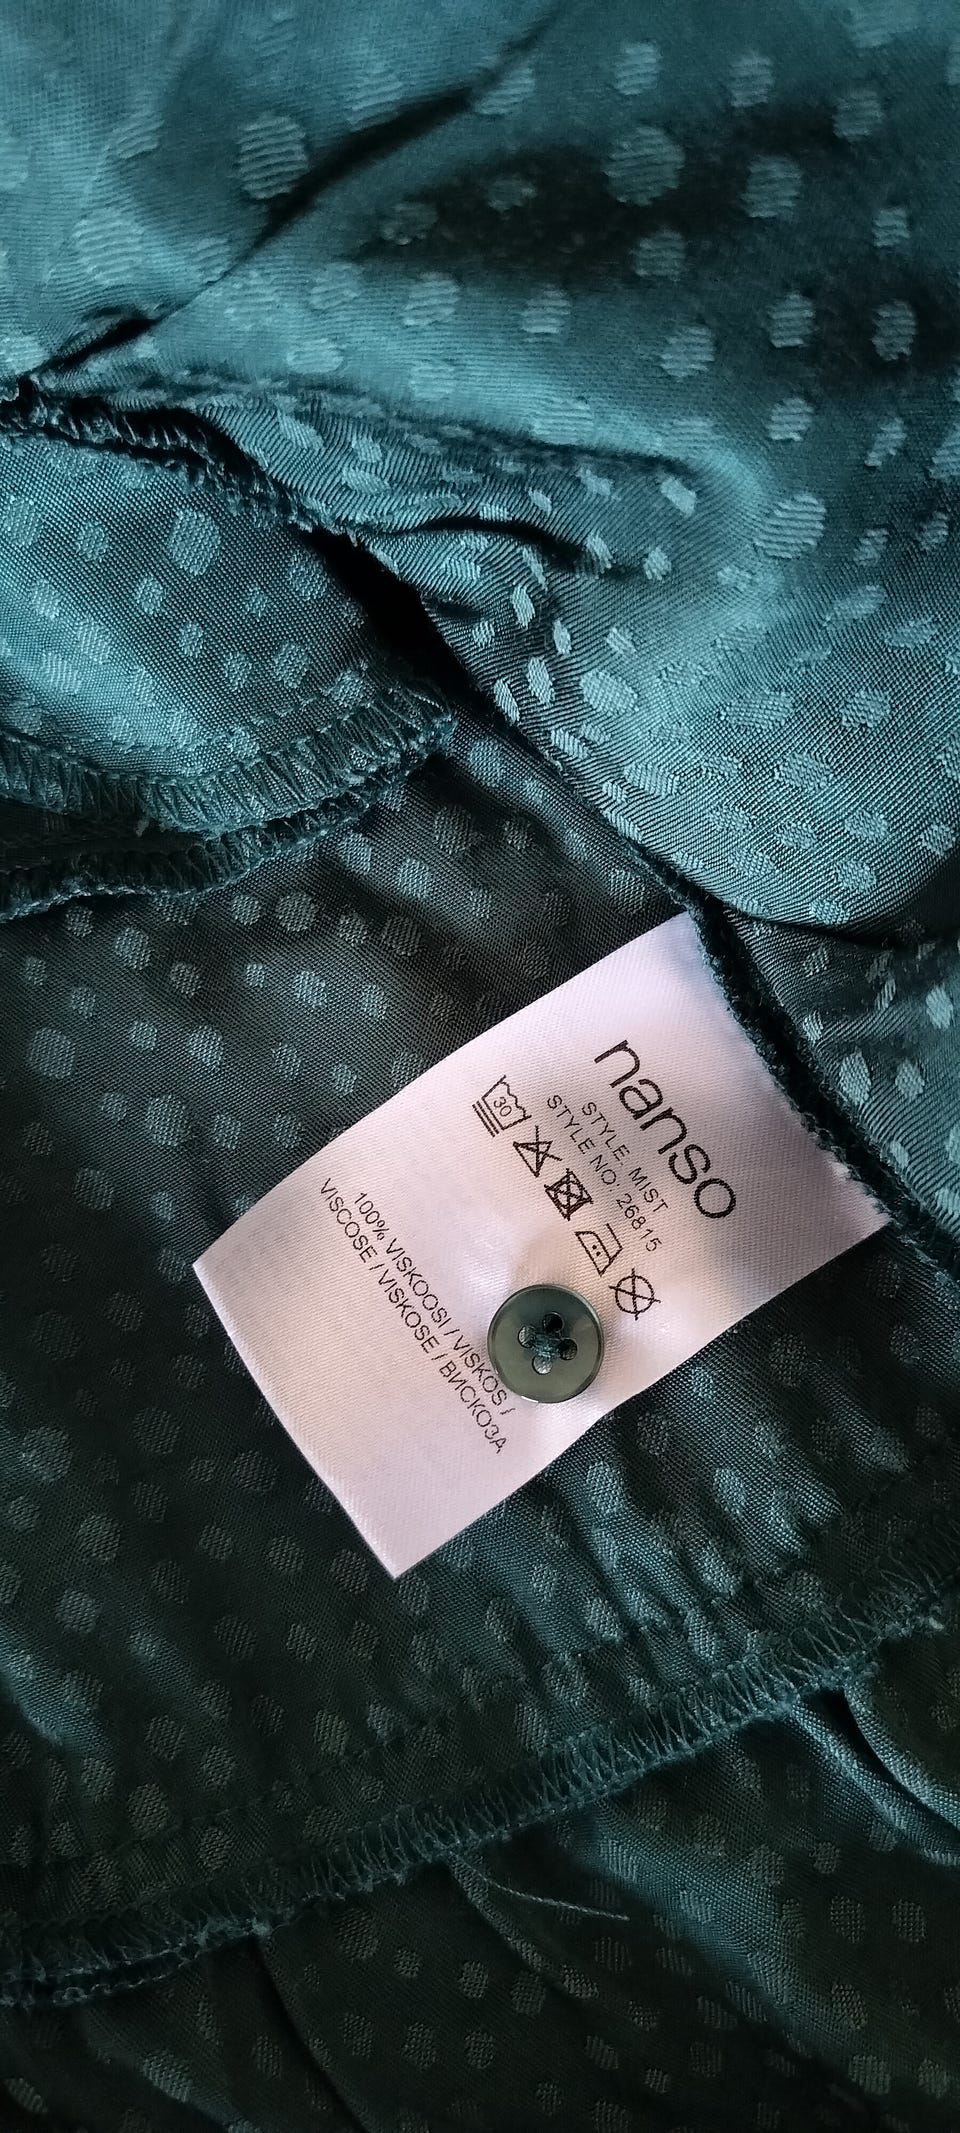 nanso
STYLE: MIST
STYLE NO: 26815
30
100% VISKOOSI / VISKOS /
VISCOSE / VISKOSE / ВИСКОЗА